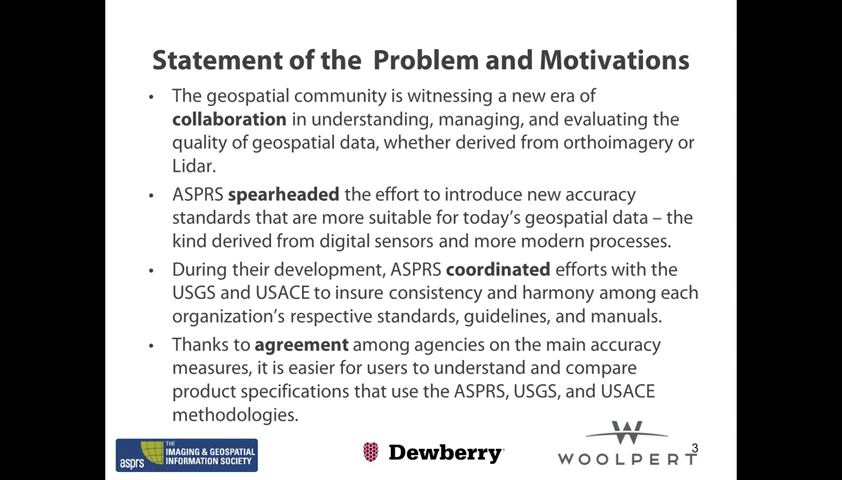 Statement of the Problem and Motivations
• The geospatial community is witnessing a new era of
collaboration in understanding, managing, and evaluating the
quality of geospatial data, whether derived from orthoimagery or
Lidar.
• ASPRS spearheaded the effort to introduce new accuracy
standards that are more suitable for today's geospatial data – the
kind derived from digital sensors and more modern processes.
• During their development, ASPRS coordinated efforts with the
USGS and USACE to insure consistency and harmony among each
organization's respective standards, guidelines, and manuals.
• Thanks to agreement among agencies on the main accuracy
measures, it is easier for users to understand and compare
product specifications that use the ASPRS, USGS, and USACE
methodologies.
asprs
THE
IMAGING & GEOSPATIAL
INFORMATION SOCIETY
Dewberry
WOOLPERT
3